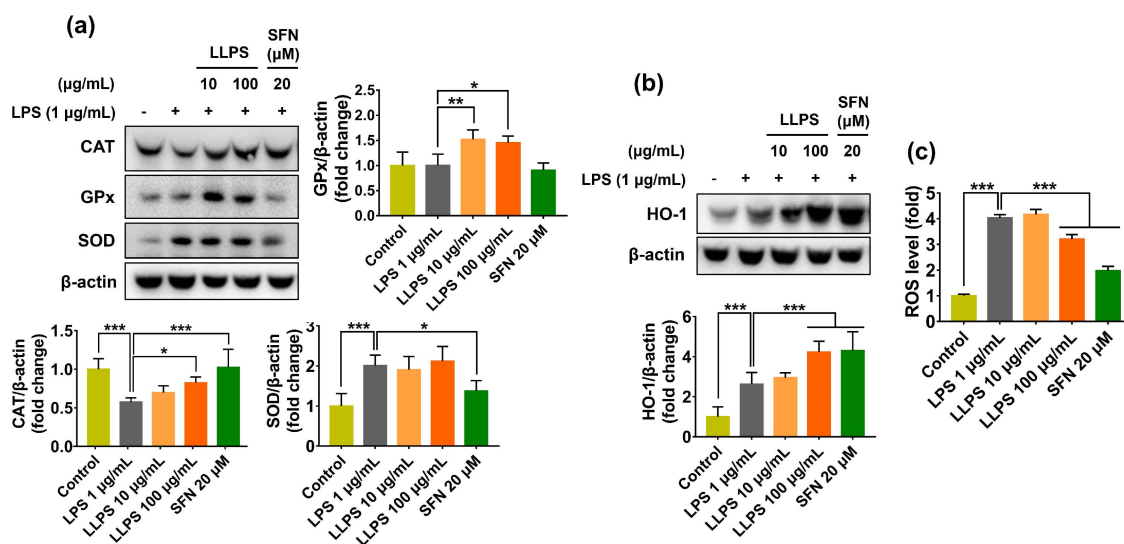 (a)
SFN
LLPS (µM)
(µg/mL) 10 100 20
LPS (1 µg/mL) - + + + +
CAT
GPx
SOD
β-actin
GPx/β-actin
(fold change)
2.0
1.5
1.0
0.5
0.0
** *
Control
LPS 1 µg/mL
LLPS 10 µg/mL
LLPS 100 µg/mL
SFN 20 µM
CAT/β-actin
(fold change)
1.5
1.0
0.5
0.0
*** *** *
Control
LPS 1 µg/mL
LLPS 10 µg/mL
LLPS 100 µg/mL
SFN 20 µM
SOD/β-actin
(fold change)
2
1
0
*** *
Control
LPS 1 µg/mL
LLPS 10 µg/mL
LLPS 100 µg/mL
SFN 20 µM
(b)
SFN
(µM)
LLPS
(µg/mL) 10 100 20
LPS (1 µg/mL) - + + + +
HO-1
β-actin
HO-1/β-actin
(fold change)
6
4
2
0
*** ***
Control
LPS 1 µg/mL
LLPS 10 µg/mL
LLPS 100 µg/mL
SFN 20 µM
(c)
ROS level (fold)
5
4
3
2
1
0
*** ***
Control
LPS 1 µg/mL
LLPS 10 µg/mL
LLPS 100 µg/mL
SFN 20 µM